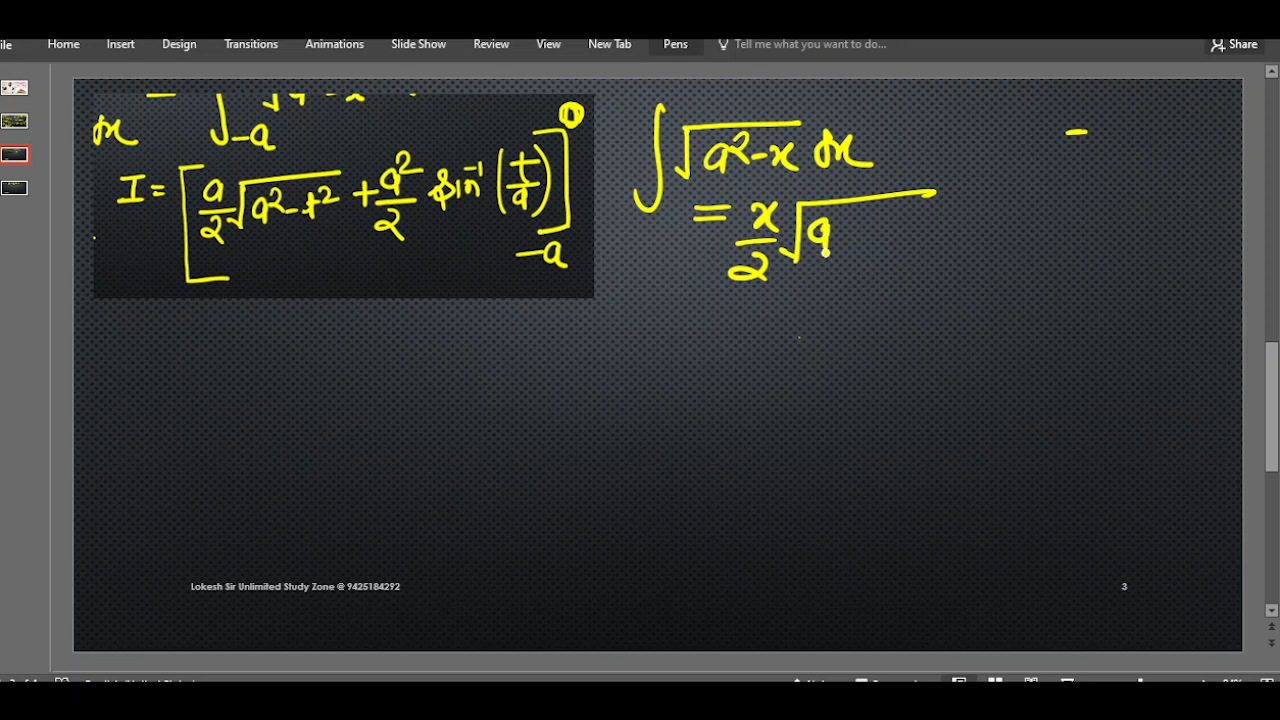 ile Home Insert Design Transitions Animations Slide Show Review View New Tab Pens Tell me what you want to do... Share
dx ∫-a
I = [a/2 √a²-t² + a²/2 sin⁻¹ (t/a)]
-a
∫ √a²-x dx
= x/2 √a
Lokesh Sir Unlimited Study Zone @ 9425184292
3